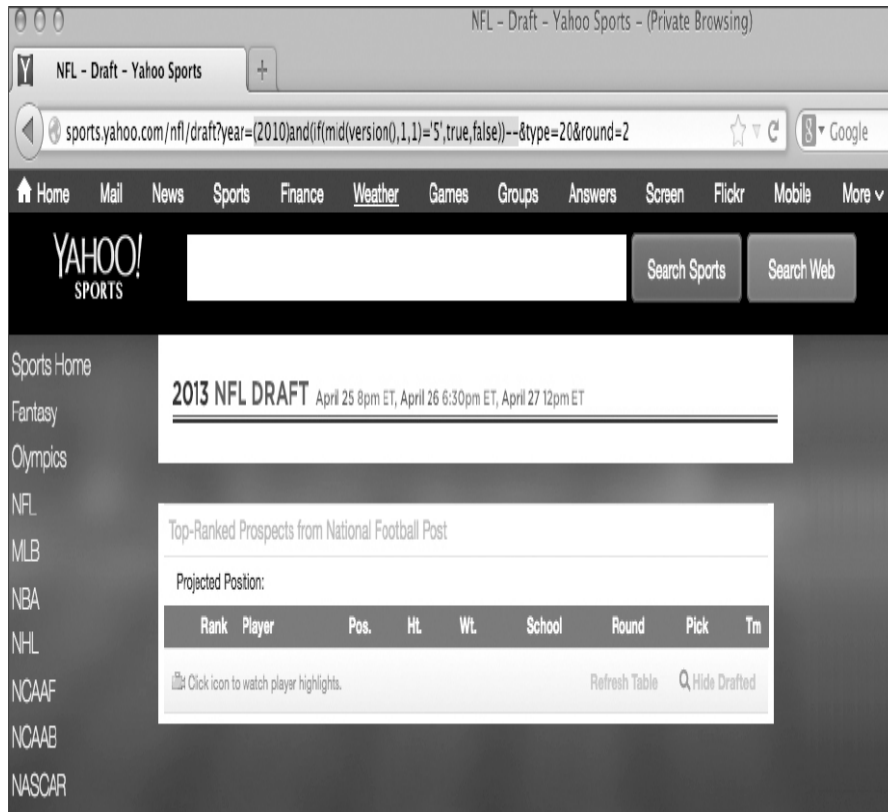 NFL – Draft – Yahoo Sports – (Private Browsing)
Y NFL – Draft – Yahoo Sports +
sports.yahoo.com/nfl/draft?year=(2010)and(if(mid(version(),1,1)='5',true,false))--&type=20&round=2 8 Google
Home Mail News Sports Finance Weather Games Groups Answers Screen Flickr Mobile More
YAHOO!
SPORTS
Search Sports Search Web
Sports Home
Fantasy
Olympics
NFL
MLB
NBA
NHL
NCAAF
NCAAB
NASCAR
2013 NFL DRAFT April 25 8pm ET, April 26 6:30pm ET, April 27 12pm ET
Top-Ranked Prospects from National Football Post
Projected Position:
Rank Player Pos. Ht. Wt. School Round Pick Tm
Click icon to watch player highlights. Refresh Table Hide Drafted